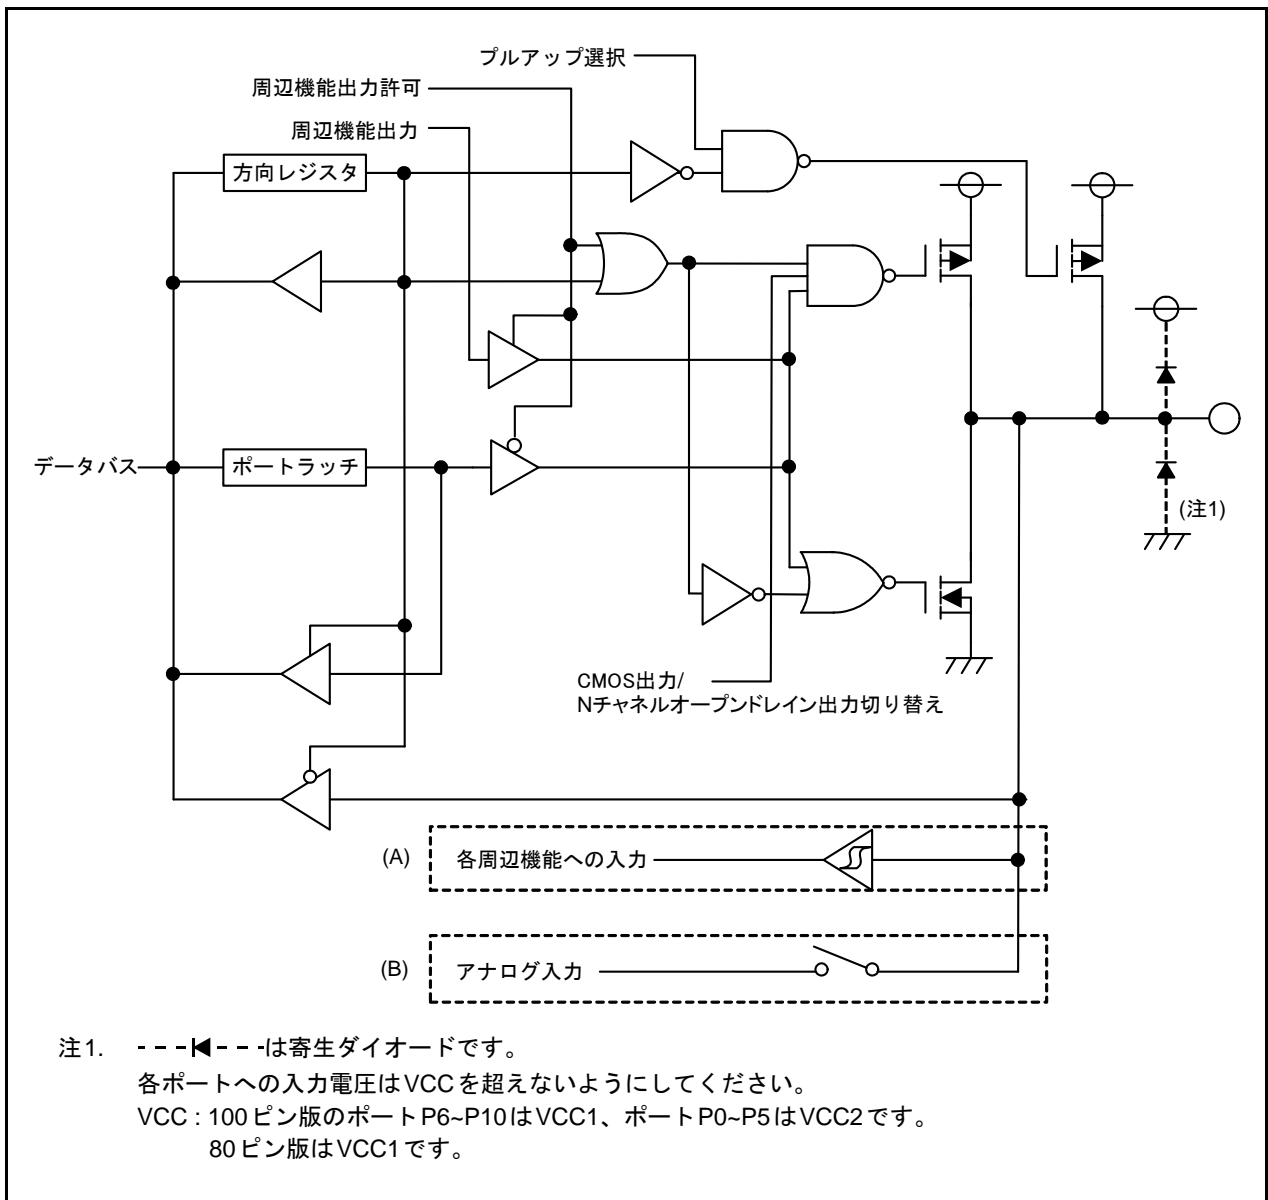 プルアップ選択
周辺機能出力許可
周辺機能出力
方向レジスタ
データバス
ポートラッチ
(注1)
CMOS出力/
Nチャネルオープンドレイン出力切り替え
(A)
各周辺機能への入力
(B)
アナログ入力
注1. は寄生ダイオードです。
各ポートへの入力電圧はVCCを超えないようにしてください。
VCC : 100ピン版のポートP6~P10はVCC1、ポートP0~P5はVCC2です。
80ピン版はVCC1です。